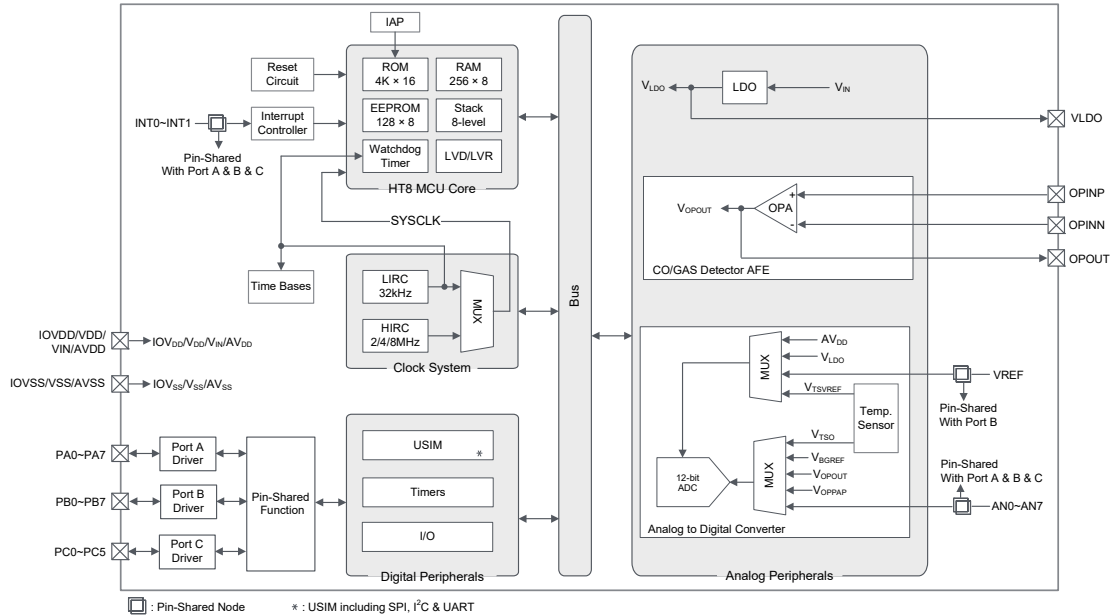 IAP
Reset
Circuit
ROM
4K × 16
RAM
256 × 8
INT0~INT1
Interrupt
Controller
EEPROM
128 × 8
Stack
8-level
Pin-Shared
With Port A & B & C
Watchdog
Timer
LVD/LVR
HT8 MCU Core
SYSCLK
Time Bases
LIRC
32kHz
HIRC
2/4/8MHz
MUX
Clock System
IOVDD/VDD/
VIN/AVDD
IOVDD/VDD/VIN/AVDD
IOVSS/VSS/AVSS
IOVSS/VSS/AVSS
PA0~PA7
Port A
Driver
PB0~PB7
Port B
Driver
PC0~PC5
Port C
Driver
Pin-Shared
Function
USIM
*
Timers
I/O
Digital Peripherals
Bus
VLDO
LDO
VIN
VLDO
VOPOUT
OPA
+
-
CO/GAS Detector AFE
OPINP
OPINN
OPOUT
MUX
AVDD
VLDO
VTSVREF
Temp.
Sensor
VREF
Pin-Shared
With Port B
12-bit
ADC
MUX
VTSO
VBGREF
VOPOUT
VOPPAP
Pin-Shared
With Port A & B & C
AN0~AN7
Analog to Digital Converter
Analog Peripherals
: Pin-Shared Node
* : USIM including SPI, I²C & UART